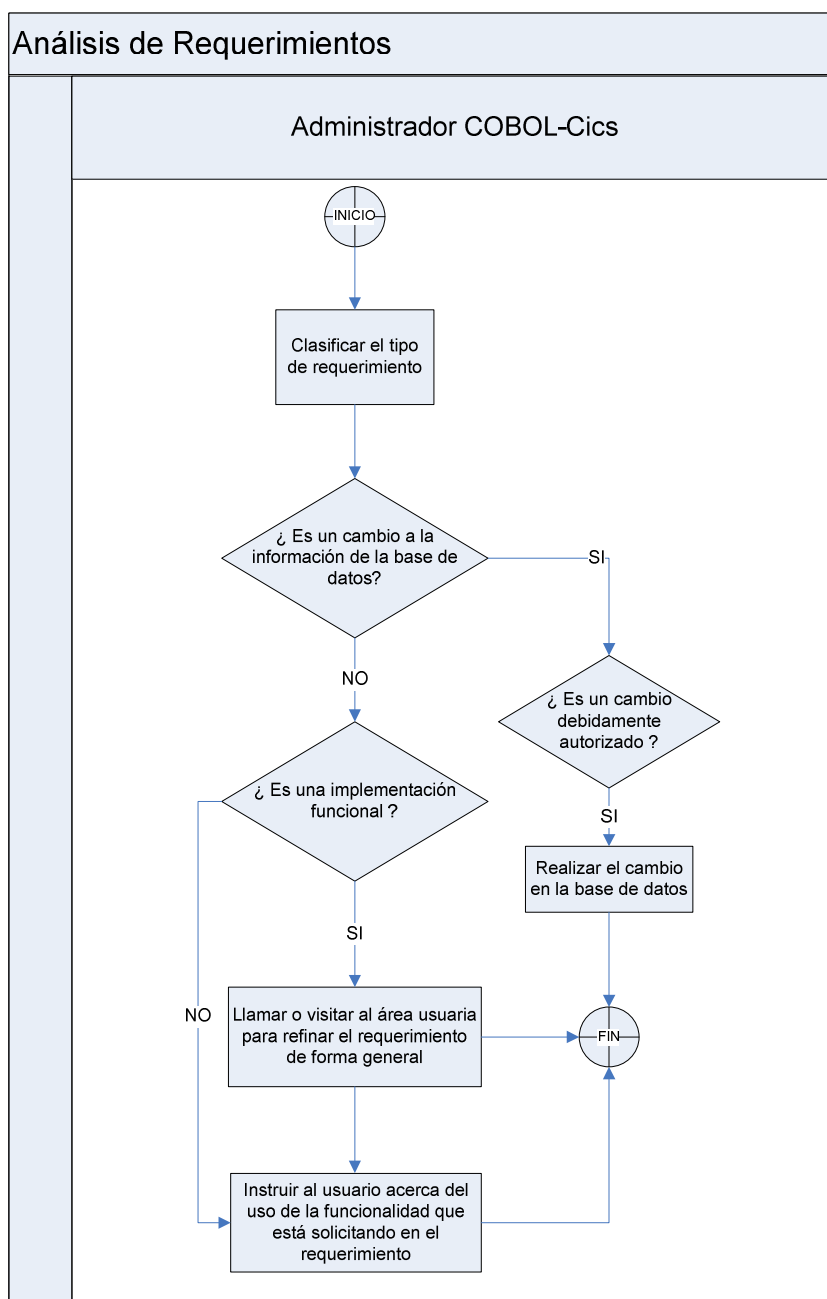 Análisis de Requerimientos
Administrador COBOL-Cics
INICIO
Clasificar el tipo
de requerimiento
¿ Es un cambio a la
información de la base de
datos?
SI
NO
¿ Es un cambio
debidamente
autorizado ?
¿ Es una implementación
funcional ?
SI
Realizar el cambio
en la base de datos
SI
NO
Llamar o visitar al área usuaria
para refinar el requerimiento
de forma general
FIN
Instruir al usuario acerca del
uso de la funcionalidad que
está solicitando en el
requerimiento